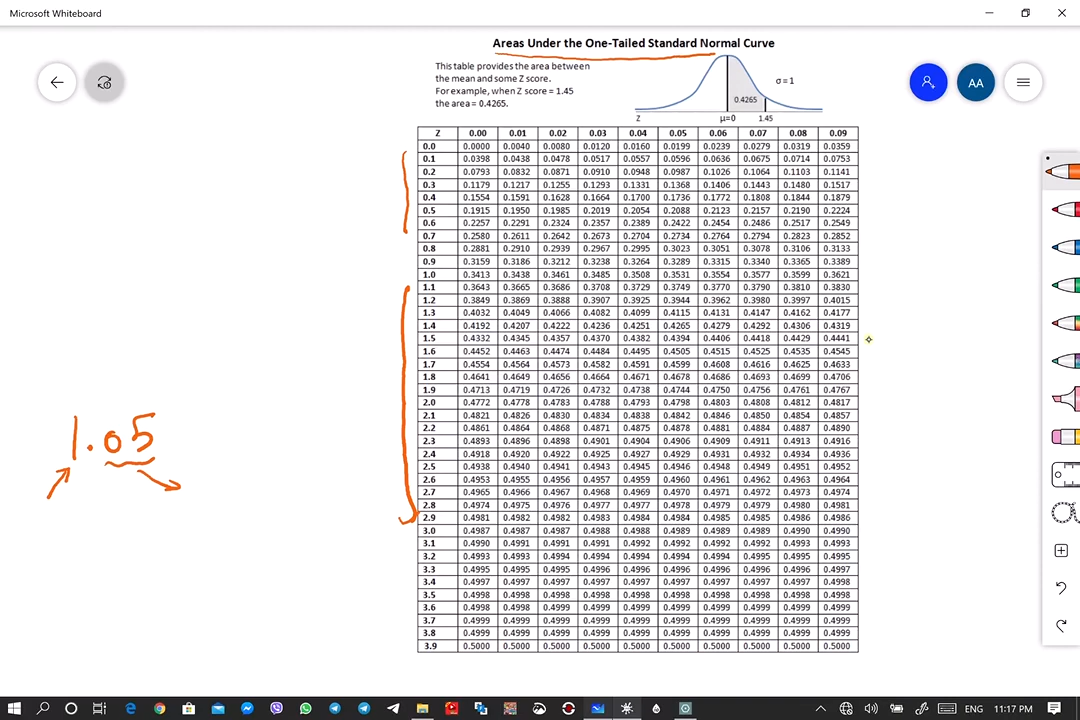 Microsoft Whiteboard
Areas Under the One-Tailed Standard Normal Curve
This table provides the area between
the mean and some Z score.
For example, when Z score = 1.45
the area = 0.4265.
σ=1
0.4265
Z μ=0 1.45
AA
Z 0.00 0.01 0.02 0.03 0.04 0.05 0.06 0.07 0.08 0.09
0.0 0.0000 0.0040 0.0080 0.0120 0.0160 0.0199 0.0239 0.0279 0.0319 0.0359
0.1 0.0398 0.0438 0.0478 0.0517 0.0557 0.0596 0.0636 0.0675 0.0714 0.0753
0.2 0.0793 0.0832 0.0871 0.0910 0.0948 0.0987 0.1026 0.1064 0.1103 0.1141
0.3 0.1179 0.1217 0.1255 0.1293 0.1331 0.1368 0.1406 0.1443 0.1480 0.1517
0.4 0.1554 0.1591 0.1628 0.1664 0.1700 0.1736 0.1772 0.1808 0.1844 0.1879
0.5 0.1915 0.1950 0.1985 0.2019 0.2054 0.2088 0.2123 0.2157 0.2190 0.2224
0.6 0.2257 0.2291 0.2324 0.2357 0.2389 0.2422 0.2454 0.2486 0.2517 0.2549
0.7 0.2580 0.2611 0.2642 0.2673 0.2704 0.2734 0.2764 0.2794 0.2823 0.2852
0.8 0.2881 0.2910 0.2939 0.2967 0.2995 0.3023 0.3051 0.3078 0.3106 0.3133
0.9 0.3159 0.3186 0.3212 0.3238 0.3264 0.3289 0.3315 0.3340 0.3365 0.3389
1.0 0.3413 0.3438 0.3461 0.3485 0.3508 0.3531 0.3554 0.3577 0.3599 0.3621
1.1 0.3643 0.3665 0.3686 0.3708 0.3729 0.3749 0.3770 0.3790 0.3810 0.3830
1.2 0.3849 0.3869 0.3888 0.3907 0.3925 0.3944 0.3962 0.3980 0.3997 0.4015
1.3 0.4032 0.4049 0.4066 0.4082 0.4099 0.4115 0.4131 0.4147 0.4162 0.4177
1.4 0.4192 0.4207 0.4222 0.4236 0.4251 0.4265 0.4279 0.4292 0.4306 0.4319
1.5 0.4332 0.4345 0.4357 0.4370 0.4382 0.4394 0.4406 0.4418 0.4429 0.4441
1.6 0.4452 0.4463 0.4474 0.4484 0.4495 0.4505 0.4515 0.4525 0.4535 0.4545
1.7 0.4554 0.4564 0.4573 0.4582 0.4591 0.4599 0.4608 0.4616 0.4625 0.4633
1.8 0.4641 0.4649 0.4656 0.4664 0.4671 0.4678 0.4686 0.4693 0.4699 0.4706
1.9 0.4713 0.4719 0.4726 0.4732 0.4738 0.4744 0.4750 0.4756 0.4761 0.4767
2.0 0.4772 0.4778 0.4783 0.4788 0.4793 0.4798 0.4803 0.4808 0.4812 0.4817
2.1 0.4821 0.4826 0.4830 0.4834 0.4838 0.4842 0.4846 0.4850 0.4854 0.4857
2.2 0.4861 0.4864 0.4868 0.4871 0.4875 0.4878 0.4881 0.4884 0.4887 0.4890
2.3 0.4893 0.4896 0.4898 0.4901 0.4904 0.4906 0.4909 0.4911 0.4913 0.4916
2.4 0.4918 0.4920 0.4922 0.4925 0.4927 0.4929 0.4931 0.4932 0.4934 0.4936
2.5 0.4938 0.4940 0.4941 0.4943 0.4945 0.4946 0.4948 0.4949 0.4951 0.4952
2.6 0.4953 0.4955 0.4956 0.4957 0.4959 0.4960 0.4961 0.4962 0.4963 0.4964
2.7 0.4965 0.4966 0.4967 0.4968 0.4969 0.4970 0.4971 0.4972 0.4973 0.4974
2.8 0.4974 0.4975 0.4976 0.4977 0.4977 0.4978 0.4979 0.4979 0.4980 0.4981
2.9 0.4981 0.4982 0.4982 0.4983 0.4984 0.4984 0.4985 0.4985 0.4986 0.4986
3.0 0.4987 0.4987 0.4987 0.4988 0.4988 0.4989 0.4989 0.4989 0.4990 0.4990
3.1 0.4990 0.4991 0.4991 0.4991 0.4992 0.4992 0.4992 0.4992 0.4993 0.4993
3.2 0.4993 0.4993 0.4994 0.4994 0.4994 0.4994 0.4994 0.4995 0.4995 0.4995
3.3 0.4995 0.4995 0.4995 0.4996 0.4996 0.4996 0.4996 0.4996 0.4996 0.4997
3.4 0.4997 0.4997 0.4997 0.4997 0.4997 0.4997 0.4997 0.4997 0.4997 0.4998
3.5 0.4998 0.4998 0.4998 0.4998 0.4998 0.4998 0.4998 0.4998 0.4998 0.4998
3.6 0.4998 0.4998 0.4999 0.4999 0.4999 0.4999 0.4999 0.4999 0.4999 0.4999
3.7 0.4999 0.4999 0.4999 0.4999 0.4999 0.4999 0.4999 0.4999 0.4999 0.4999
3.8 0.4999 0.4999 0.4999 0.4999 0.4999 0.4999 0.4999 0.4999 0.4999 0.4999
3.9 0.5000 0.5000 0.5000 0.5000 0.5000 0.5000 0.5000 0.5000 0.5000 0.5000
1.05
ENG 11:17 PM